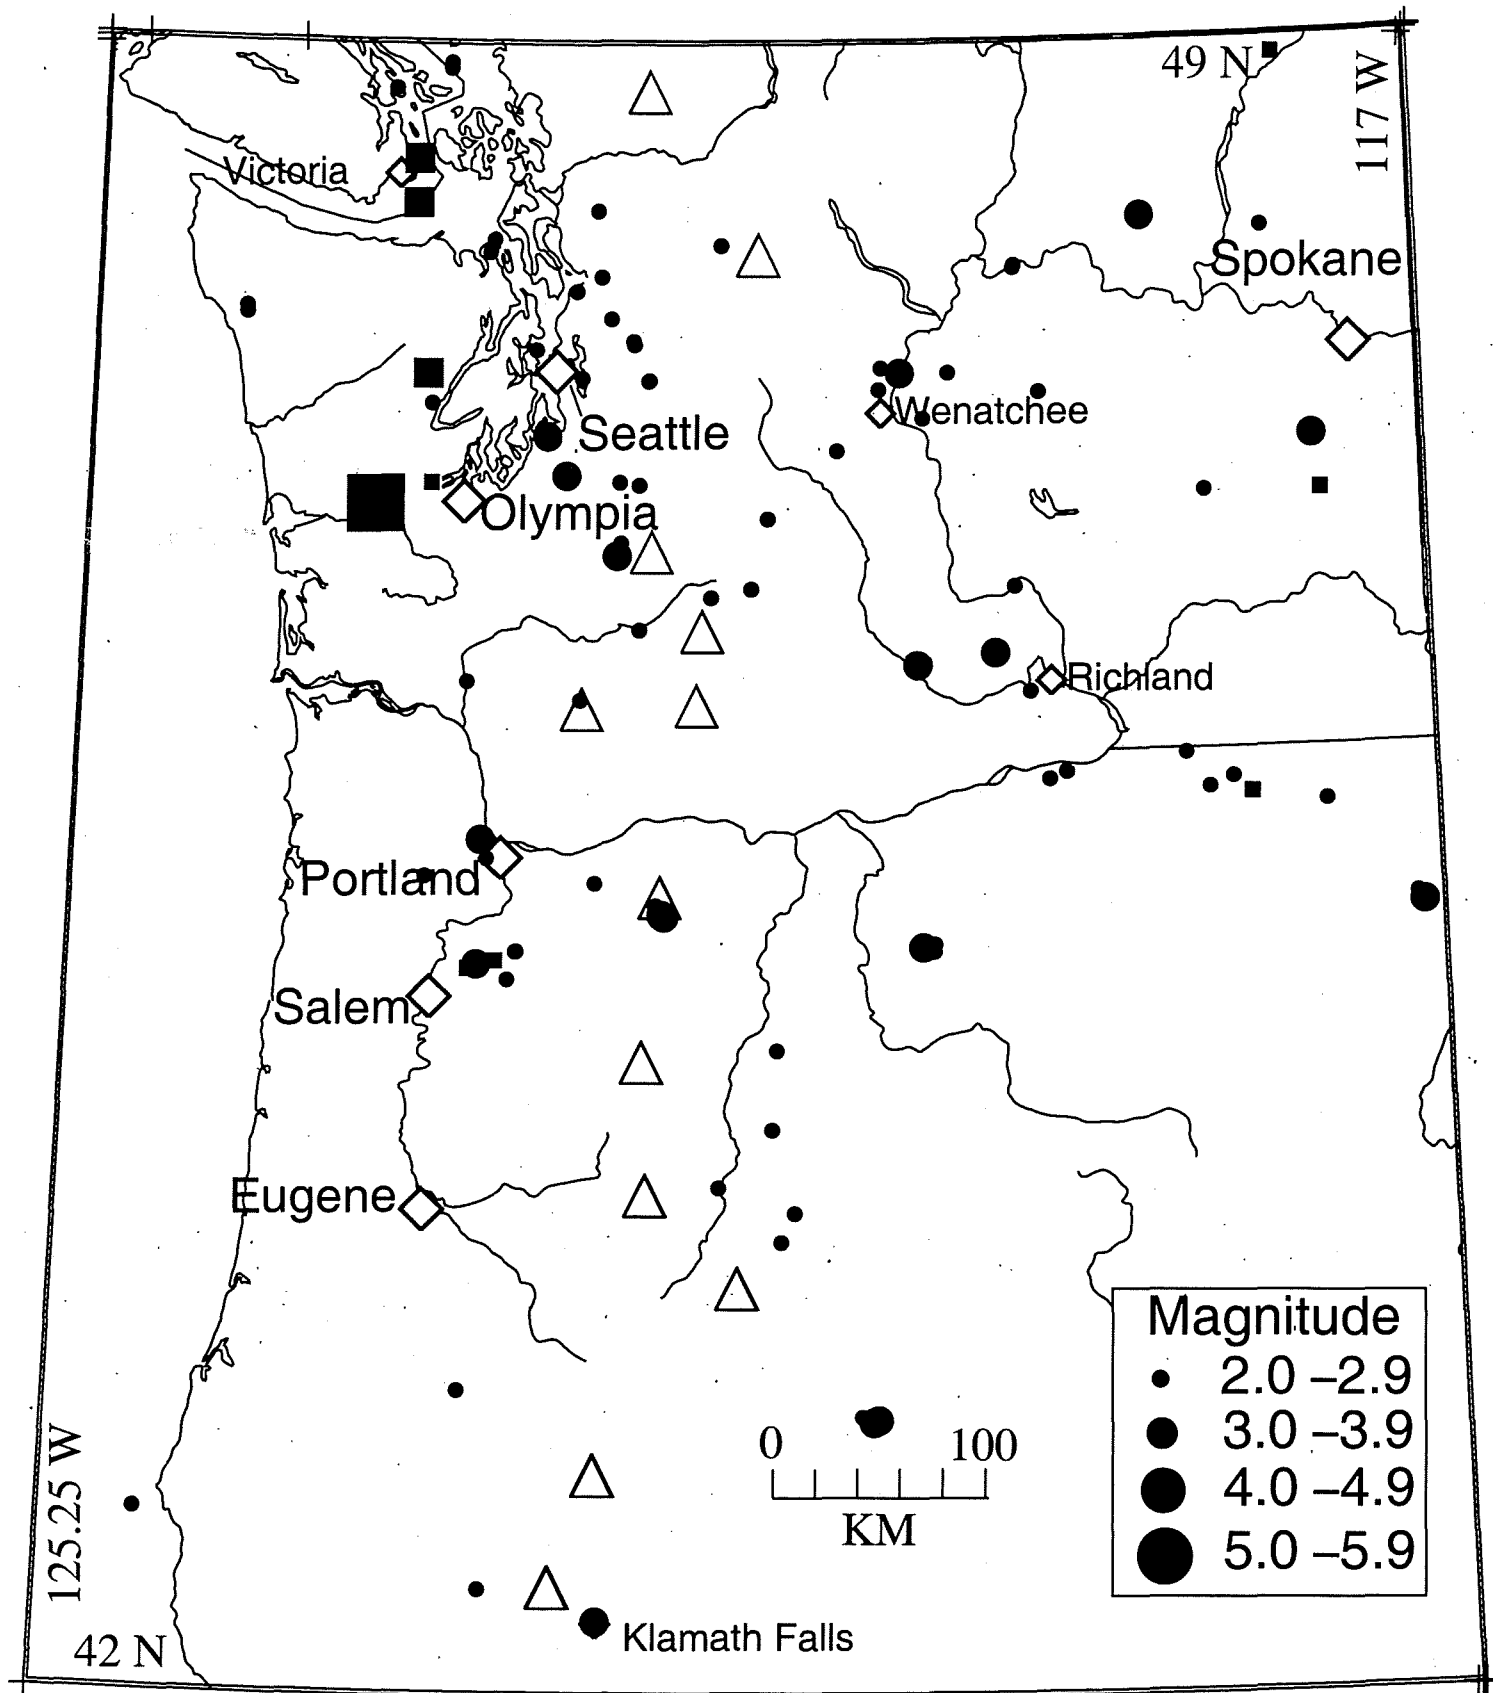 49 N
117 W
Victoria
Spokane
Wenatchee
Seattle
Olympia
Richland
Portland
Salem
Eugene
Magnitude
2.0 –2.9
3.0 –3.9
4.0 –4.9
5.0 –5.9
0 100
KM
125.25 W
42 N
Klamath Falls